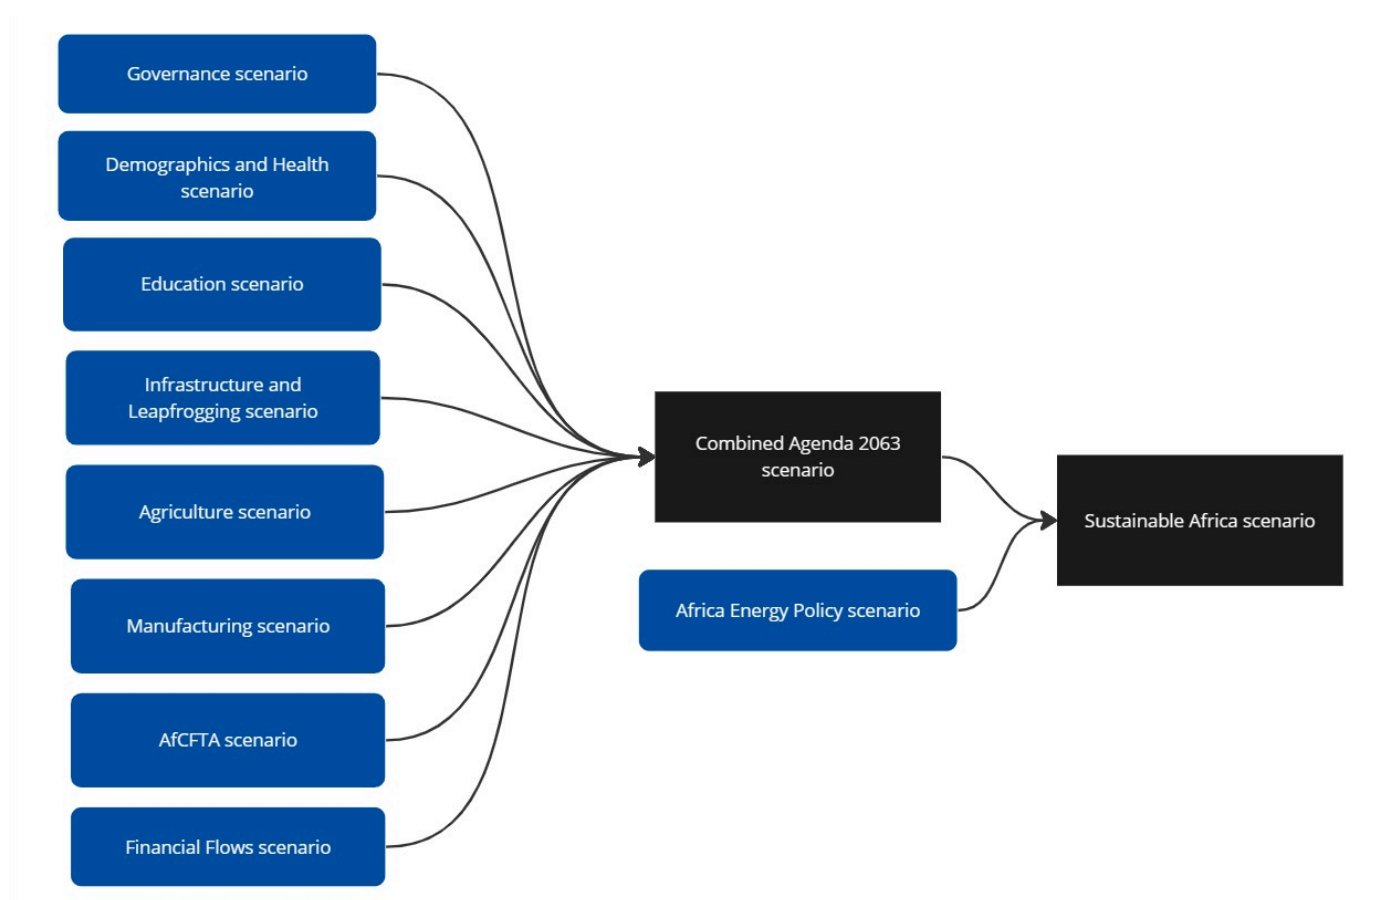 Governance scenario
Demographics and Health
scenario
Education scenario
Infrastructure and
Leapfrogging scenario
Agriculture scenario
Manufacturing scenario
AfCFTA scenario
Financial Flows scenario
Combined Agenda 2063
scenario
Africa Energy Policy scenario
Sustainable Africa scenario